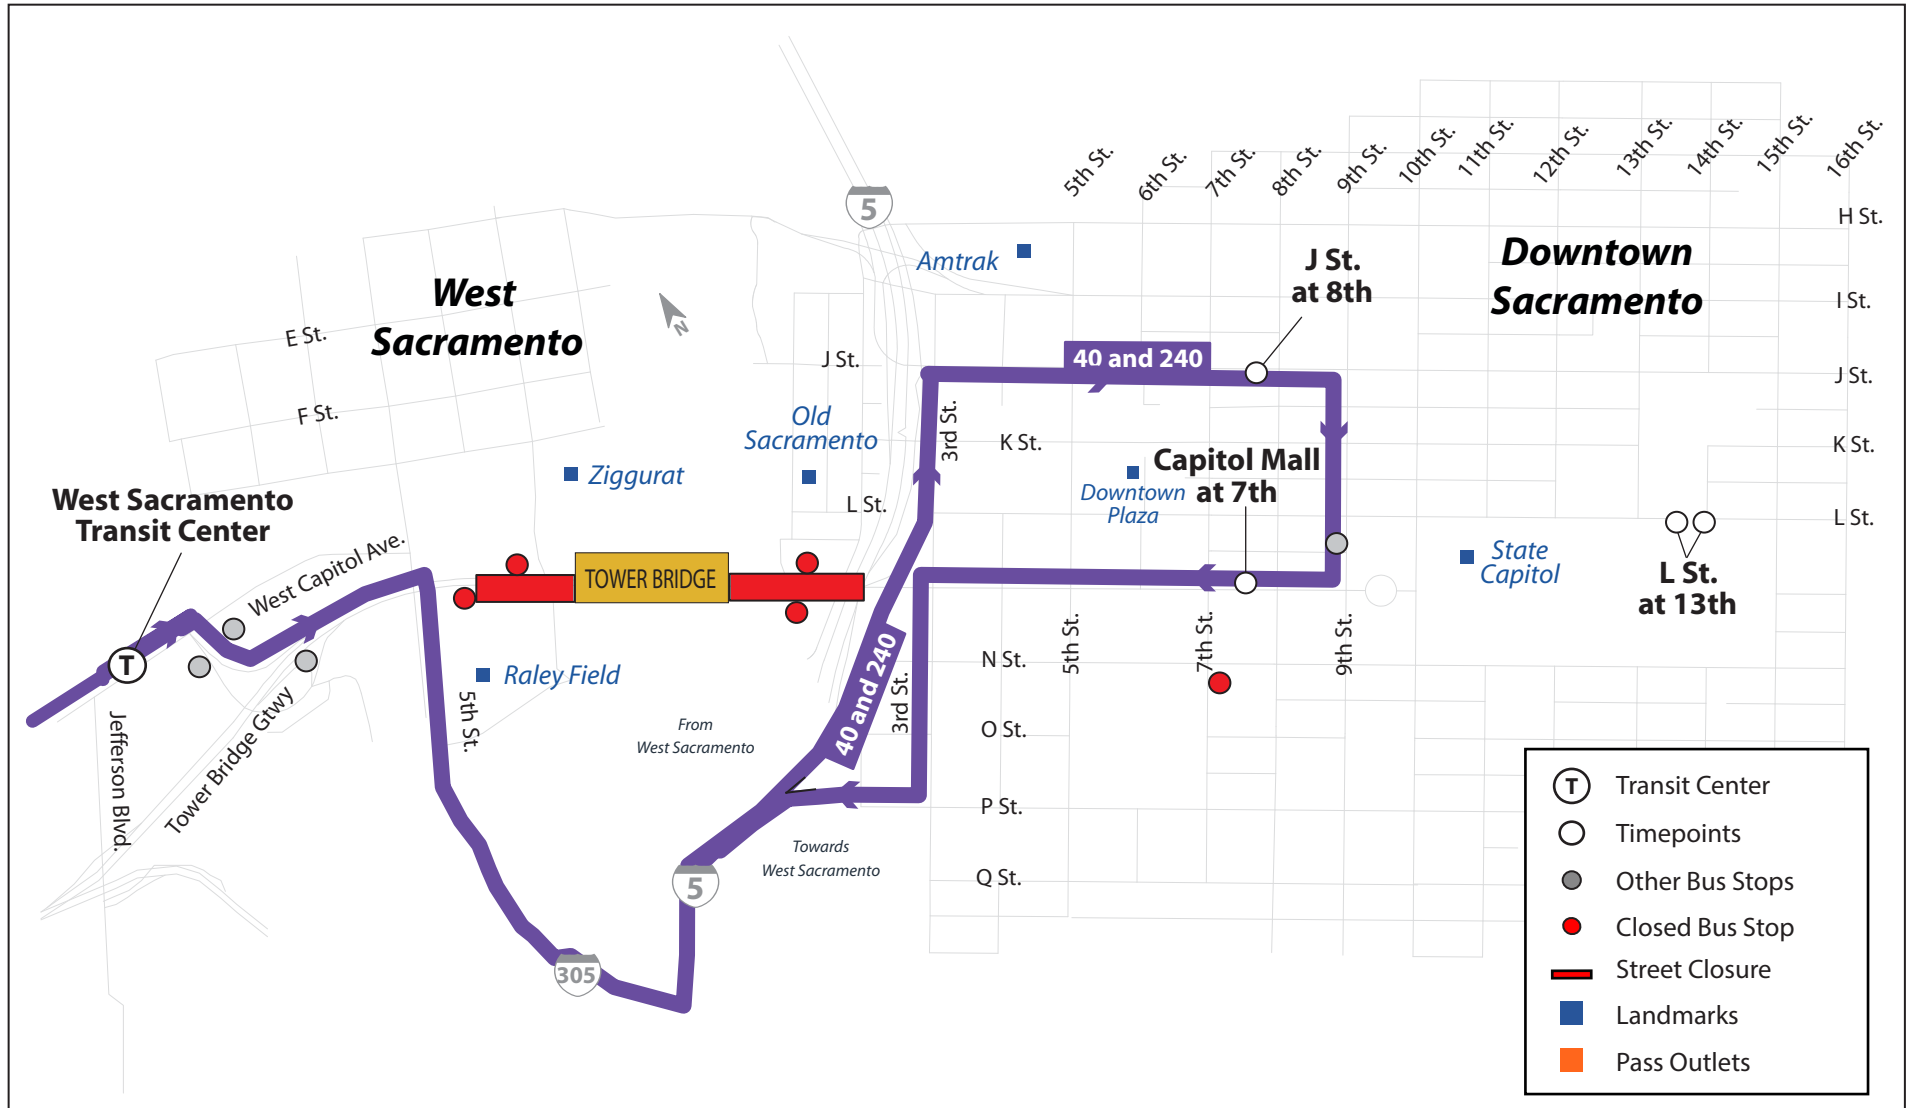 5th St.
6th St.
7th St.
8th St.
9th St.
10th St.
11th St.
12th St.
13th St.
14th St.
15th St.
16th St.
5
H St.
Amtrak
J St.
at 8th
Downtown
Sacramento
I St.
West
Sacramento
N
E St.
J St.
40 and 240
J St.
F St.
Old
Sacramento
3rd St.
K St.
K St.
Ziggurat
Capitol Mall
at 7th
Downtown
Plaza
West Sacramento
Transit Center
L St.
L St.
West Capitol Ave.
TOWER BRIDGE
State
Capitol
L St.
at 13th
T
5th St.
7th St.
9th St.
N St.
Raley Field
40 and 240
3rd St.
Jefferson Blvd.
Tower Bridge Gtwy
5th St.
From
West Sacramento
O St.
P St.
Towards
West Sacramento
5
Q St.
305
T Transit Center
Timepoints
Other Bus Stops
Closed Bus Stop
Street Closure
Landmarks
Pass Outlets